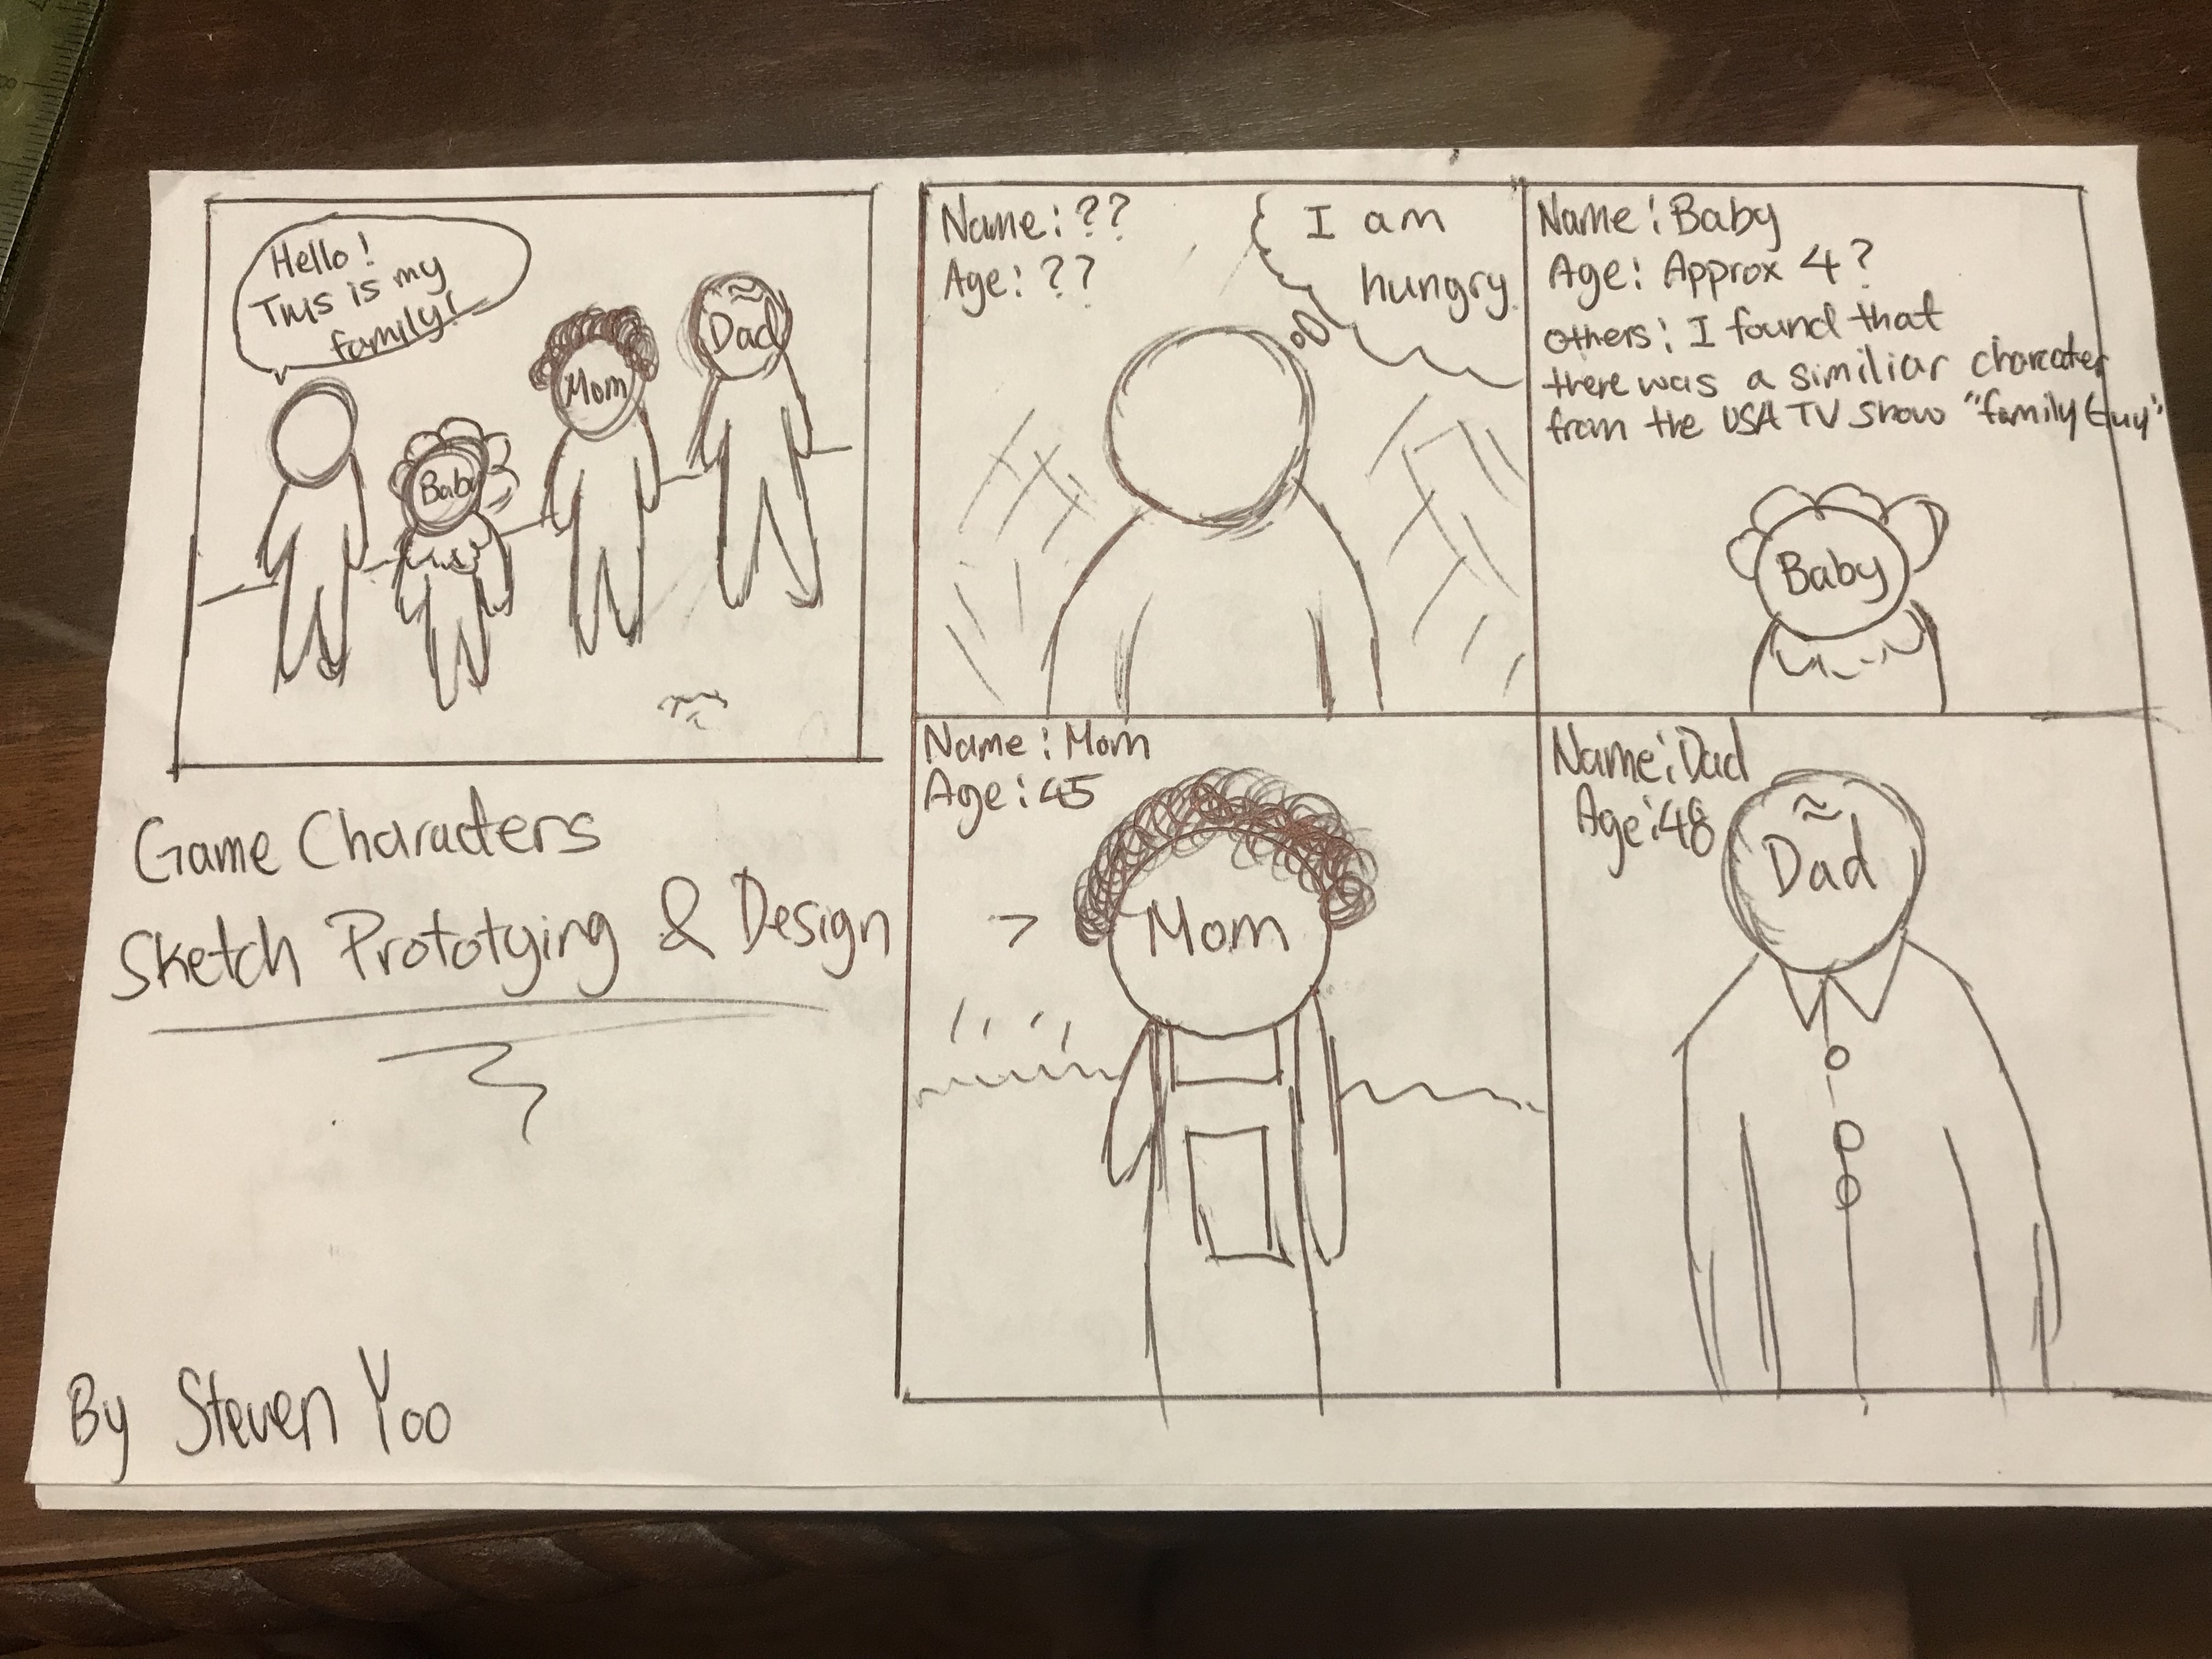 Hello!
This is my
family!
Baby
Mom
Dad
Game Characters
Sketch Prototying & Design
By Steven Yoo
Name: ??
Age: ??
I am
hungry
Name: Baby
Age: Approx 4?
others: I found that
there was a similiar charcater
from the USA TV show "family Guy"
Baby
Name: Mom
Age: 45
Mom
Name: Dad
Age: 48
Dad